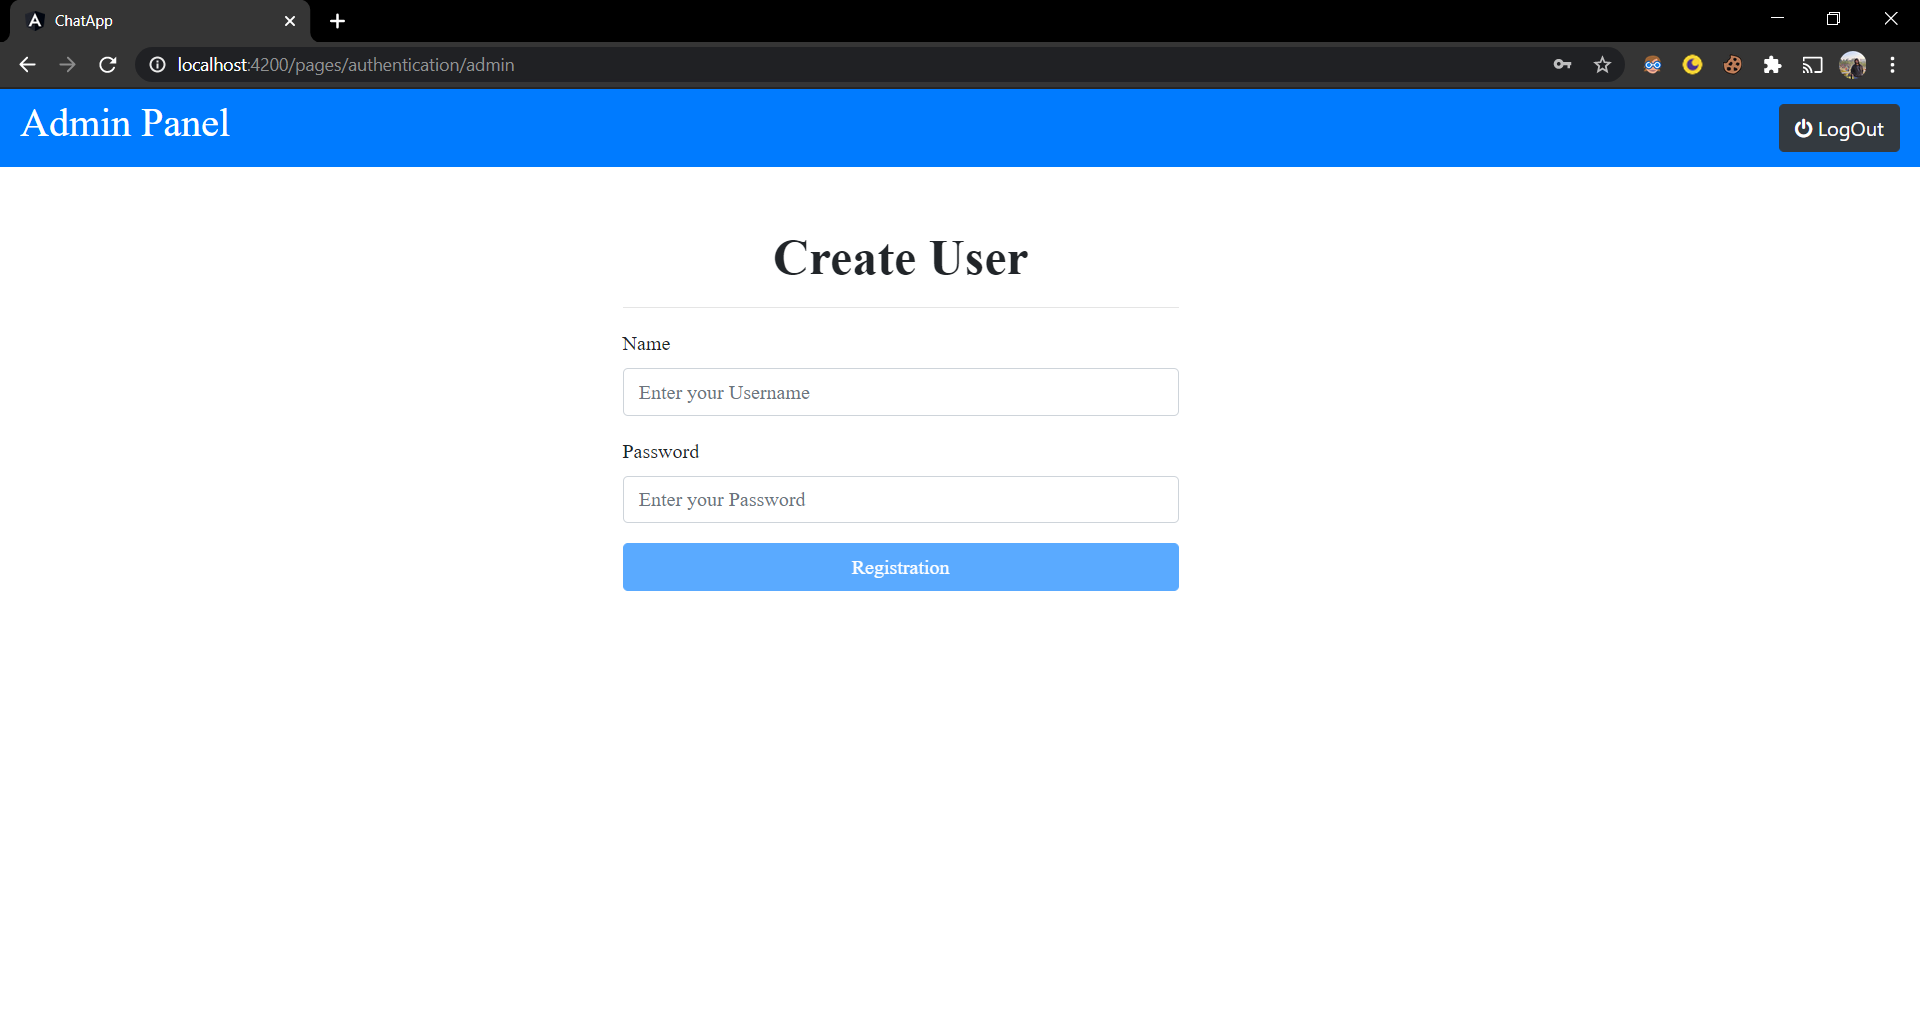 ChatApp
localhost:4200/pages/authentication/admin
Admin Panel
LogOut
Create User
Name
Enter your Username
Password
Enter your Password
Registration